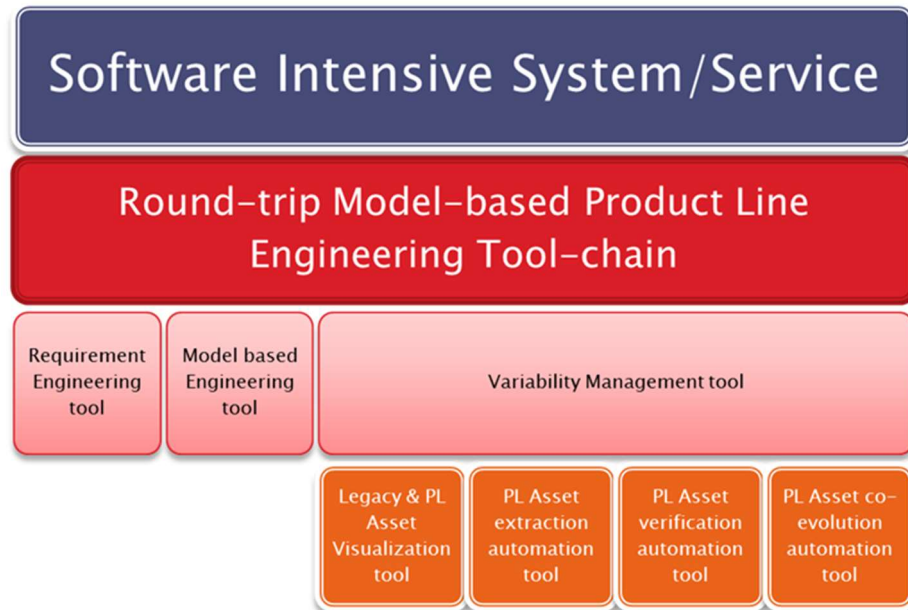 Software Intensive System/Service
Round-trip Model-based Product Line
Engineering Tool-chain
Requirement
Engineering
tool
Model based
Engineering
tool
Variability Management tool
Legacy & PL
Asset
Visualization
tool
PL Asset
extraction
automation
tool
PL Asset
verification
automation
tool
PL Asset co-
evolution
automation
tool